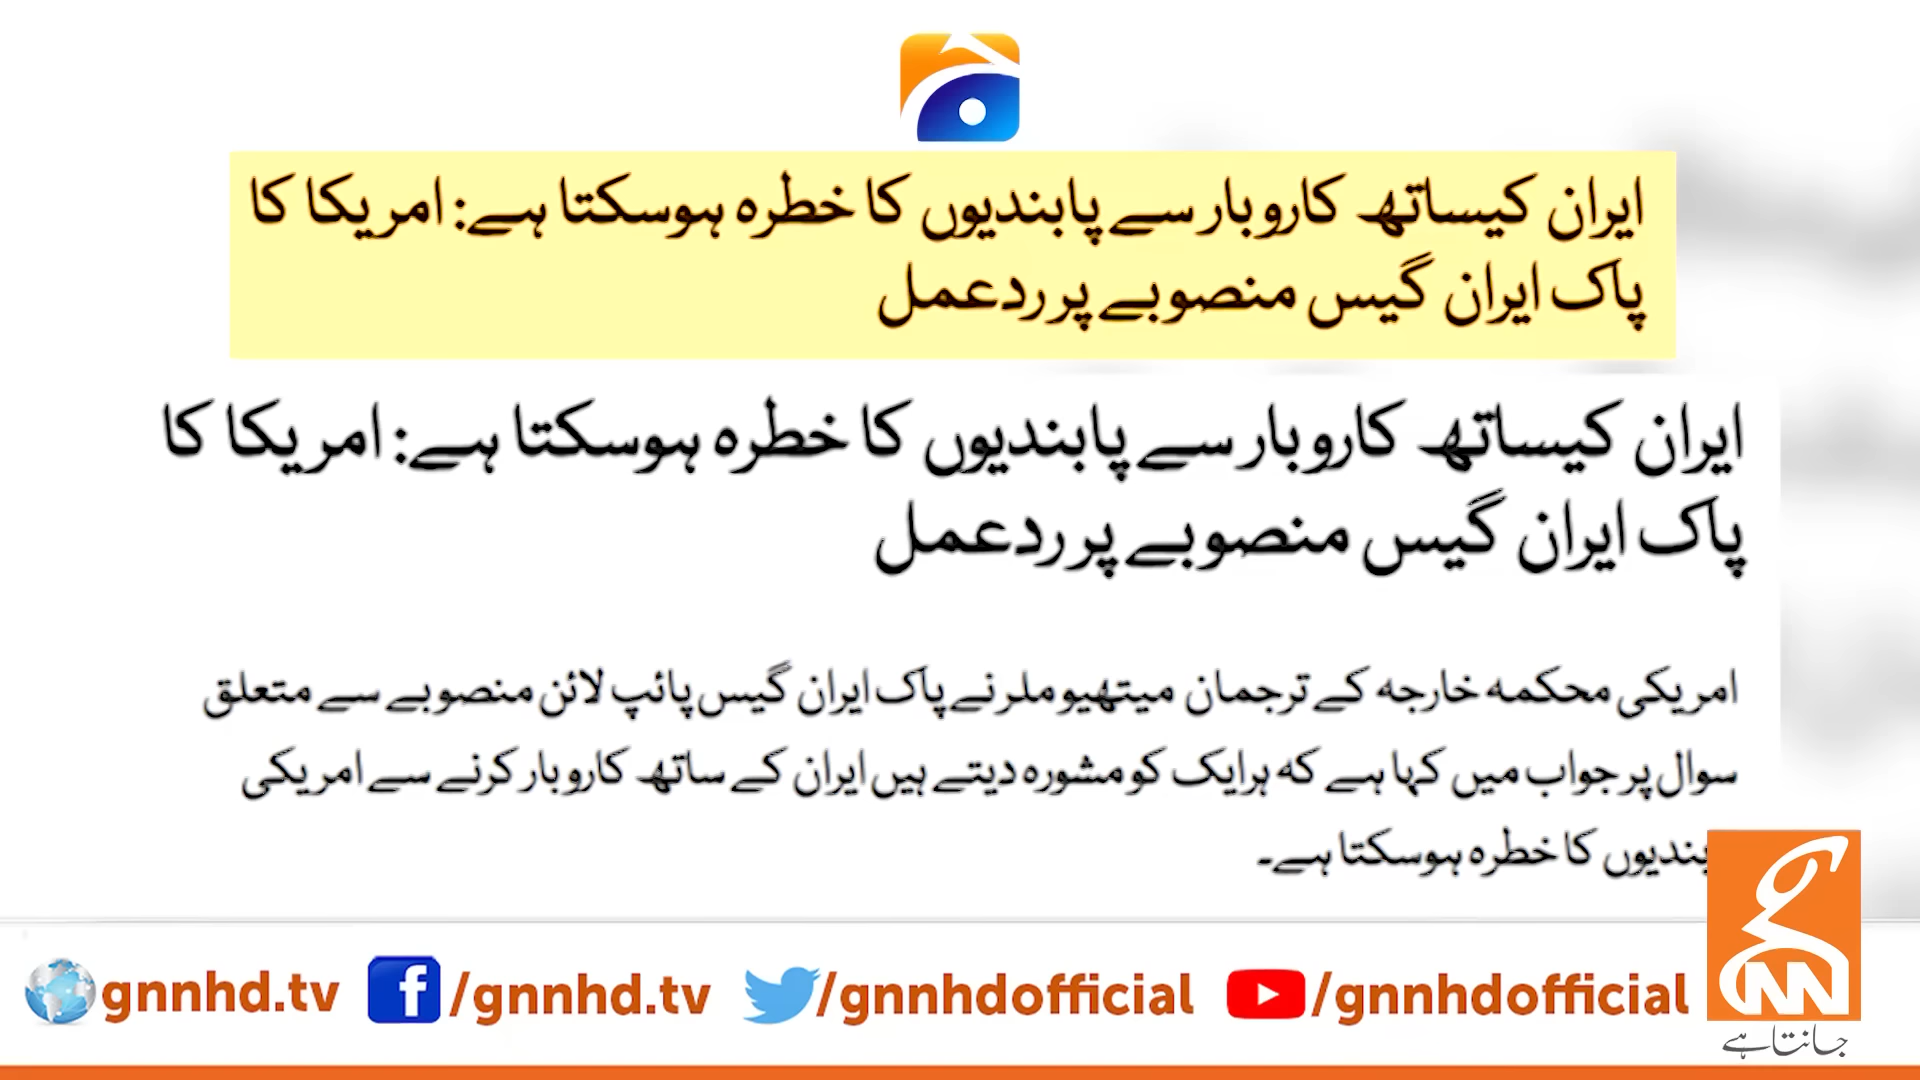 ایران کیساتھ کاروبار سے پابندیوں کا خطرہ ہوسکتا ہے: امریکا کا
پاک ایران گیس منصوبے پر ردعمل
ایران کیساتھ کاروبار سے پابندیوں کا خطرہ ہوسکتا ہے: امریکا کا
پاک ایران گیس منصوبے پر ردعمل
امریکی محکمہ خارجہ کے ترجمان میتھیو ملر نے پاک ایران گیس پائپ لائن منصوبے سے متعلق
سوال پر جواب میں کہا ہے کہ ہرایک کو مشورہ دیتے ہیں ایران کے ساتھ کاروبار کرنے سے امریکی
بندیوں کا خطرہ ہوسکتا ہے۔
gnnhd.tv /gnnhd.tv /gnnhdofficial /gnnhdofficial
GNN
جانتا ہے